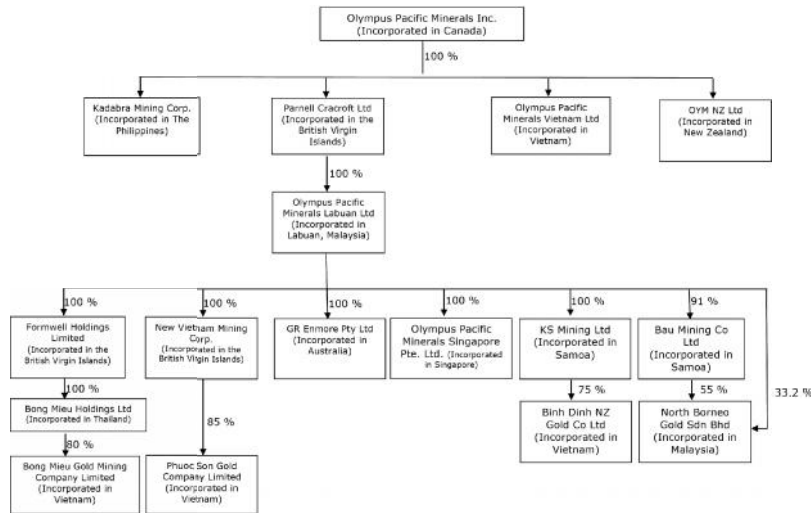 Olympus Pacific Minerals Inc.
(Incorporated in Canada)
100 %
Kadabra Mining Corp.
(Incorporated in The
Philippines)
Parnell Cracroft Ltd
(Incorporated in the
British Virgin
Islands)
Olympus Pacific
Minerals Vietnam Ltd
(Incorporated in
Vietnam)
OYM NZ Ltd
(Incorporated in
New Zealand)
100 %
Olympus Pacific
Minerals Labuan Ltd
(Incorporated in
Labuan, Malaysia)
100 %
100 %
100 %
100 %
100 %
91 %
Formwell Holdings
Limited
(Incorporated in the
British Virgin Islands)
New Vietnam Mining
Corp.
(Incorporated in the
British Virgin Islands)
GR Enmore Pty Ltd
(Incorporated in
Australia)
Olympus Pacific
Minerals Singapore
Pte. Ltd. (Incorporated
in Singapore)
KS Mining Ltd
(Incorporated in
Samoa)
Bau Mining Co
Ltd
(Incorporated in
Samoa)
33.2 %
100 %
75 %
55 %
Bong Mieu Holdings Ltd
(Incorporated in Thailand)
85 %
Binh Dinh NZ
Gold Co Ltd
(Incorporated in
Vietnam)
North Borneo
Gold Sdn Bhd
(Incorporated in
Malaysia)
80 %
Bong Mieu Gold Mining
Company Limited
(Incorporated in
Vietnam)
Phuoc Son Gold
Company Limited
(Incorporated in
Vietnam)